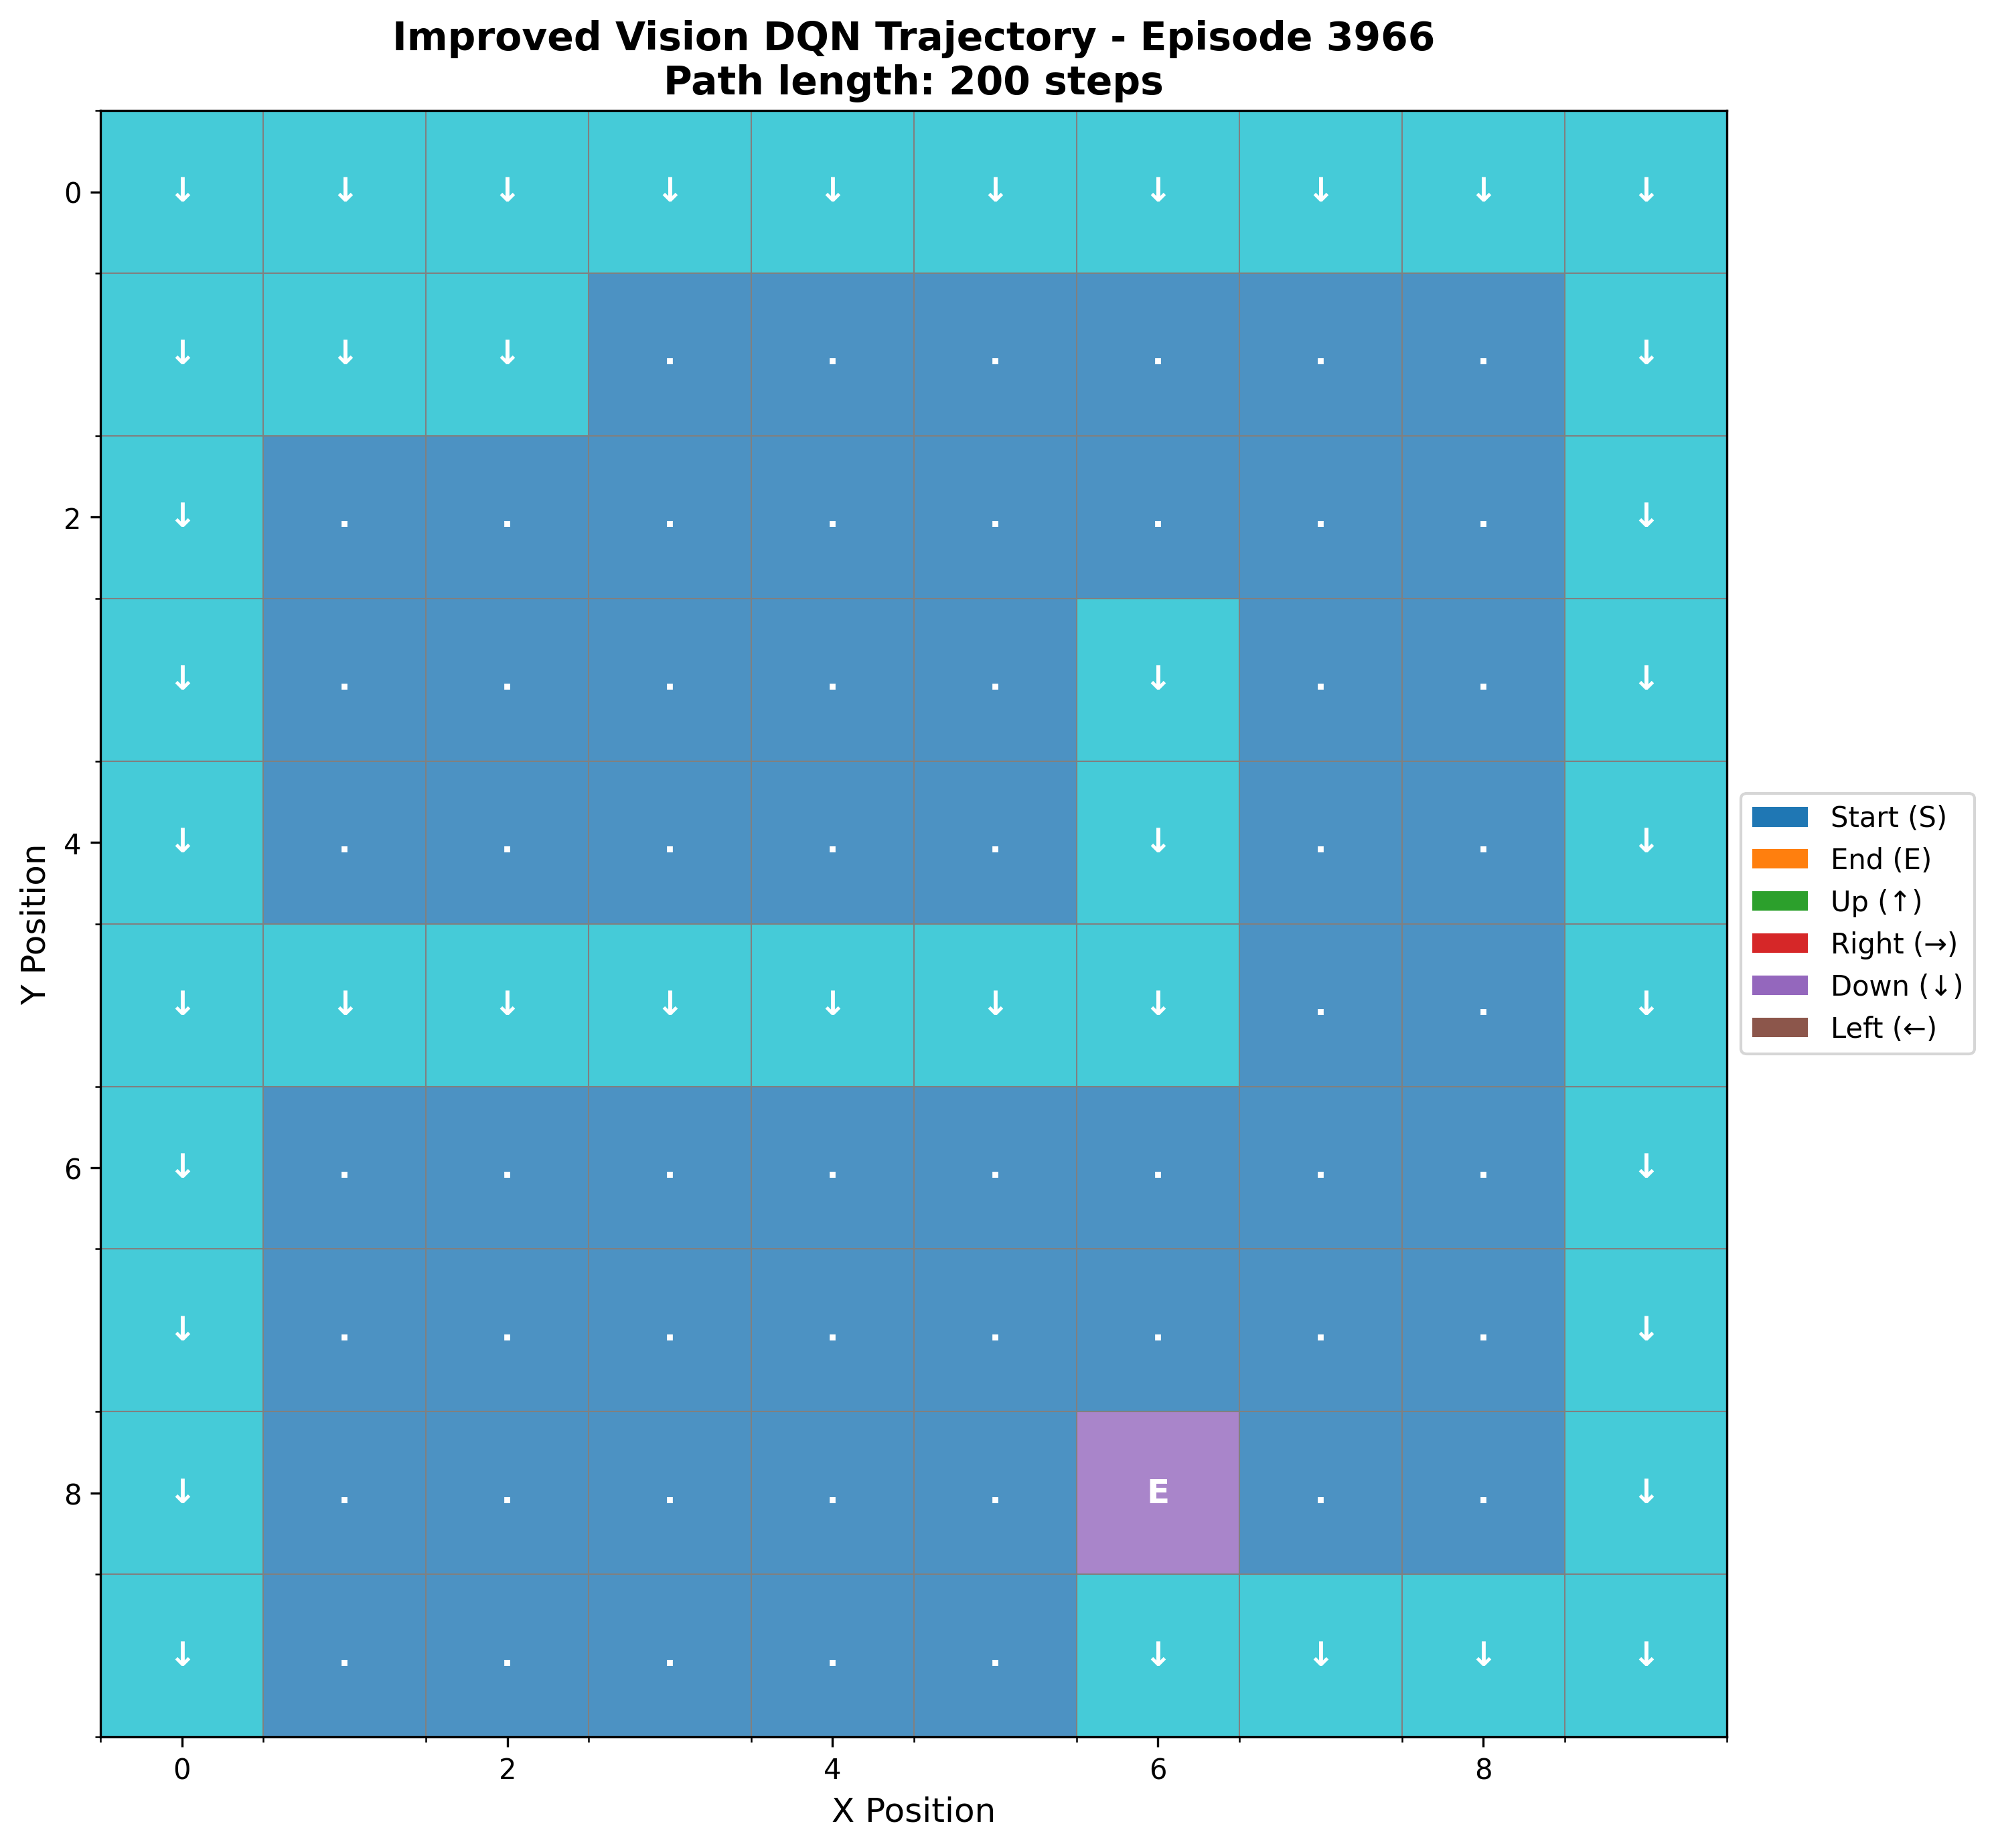 Improved Vision DQN Trajectory - Episode 3966
Path length: 200 steps
0 ↓ ↓ ↓ ↓ ↓ ↓ ↓ ↓ ↓ ↓
↓ ↓ ↓ . . . . . . ↓
2 ↓ . . . . . . . . ↓
↓ . . . . . ↓ . . ↓
4 ↓ . . . . . ↓ . . ↓
↓ ↓ ↓ ↓ ↓ ↓ ↓ . . ↓
6 ↓ . . . . . . . . ↓
↓ . . . . . . . . ↓
8 ↓ . . . . . E . . ↓
↓ . . . . . ↓ ↓ ↓ ↓
0 2 4 6 8
X Position
Y Position
Start (S)
End (E)
Up (↑)
Right (→)
Down (↓)
Left (←)